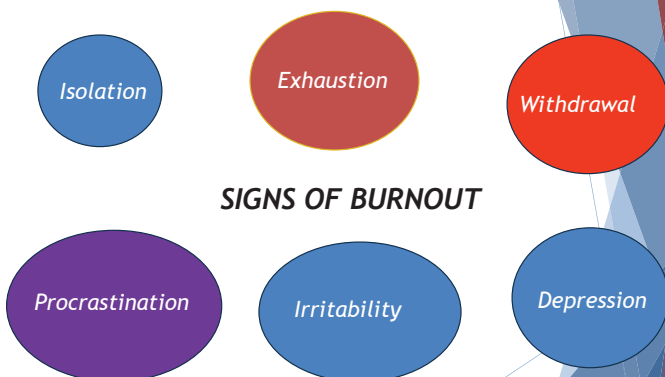 Isolation
Exhaustion
Withdrawal
SIGNS OF BURNOUT
Procrastination
Irritability
Depression